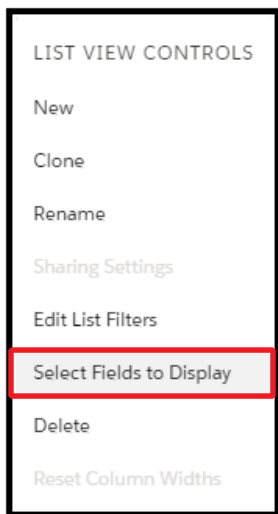 LIST VIEW CONTROLS
New
Clone
Rename
Sharing Settings
Edit List Filters
Select Fields to Display
Delete
Reset Column Widths